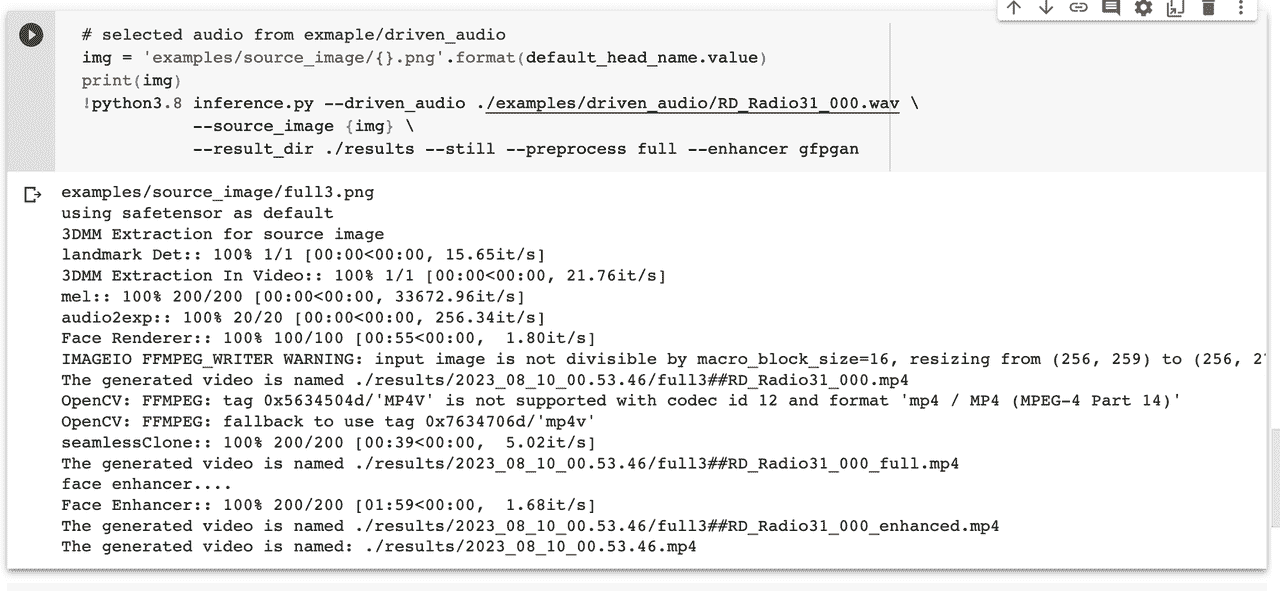 # selected audio from exmaple/driven_audio
img = 'examples/source_image/{}.png'.format(default_head_name.value)
print(img)
!python3.8 inference.py --driven_audio ./examples/driven_audio/RD_Radio31_000.wav \
--source_image {img} \
--result_dir ./results --still --preprocess full --enhancer gfpgan
examples/source_image/full3.png
using safetensor as default
3DMM Extraction for source image
landmark Det:: 100% 1/1 [00:00<00:00, 15.65it/s]
3DMM Extraction In Video:: 100% 1/1 [00:00<00:00, 21.76it/s]
mel:: 100% 200/200 [00:00<00:00, 33672.96it/s]
audio2exp:: 100% 20/20 [00:00<00:00, 256.34it/s]
Face Renderer:: 100% 100/100 [00:55<00:00,  1.80it/s]
IMAGEIO FFMPEG_WRITER WARNING: input image is not divisible by macro_block_size=16, resizing from (256, 259) to (256,
The generated video is named ./results/2023_08_10_00.53.46/full3##RD_Radio31_000.mp4
OpenCV: FFMPEG: tag 0x5634504d/'MP4V' is not supported with codec id 12 and format 'mp4 / MP4 (MPEG-4 Part 14)'
OpenCV: FFMPEG: fallback to use tag 0x7634706d/'mp4v'
seamlessClone:: 100% 200/200 [00:39<00:00,  5.02it/s]
The generated video is named ./results/2023_08_10_00.53.46/full3##RD_Radio31_000_full.mp4
face enhancer....
Face Enhancer:: 100% 200/200 [01:59<00:00,  1.68it/s]
The generated video is named ./results/2023_08_10_00.53.46/full3##RD_Radio31_000_enhanced.mp4
The generated video is named: ./results/2023_08_10_00.53.46.mp4